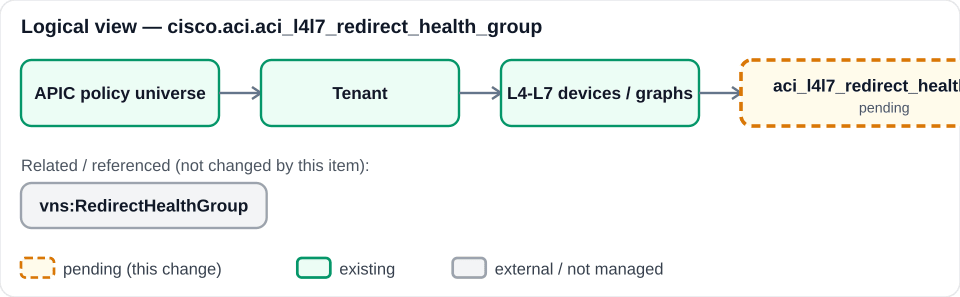 Logical view — cisco.aci.aci_l4l7_redirect_health_group
APIC policy universe
Tenant
L4-L7 devices / graphs
aci_l4l7_redirect_healt
pending
Related / referenced (not changed by this item):
vns:RedirectHealthGroup
pending (this change)
existing
external / not managed